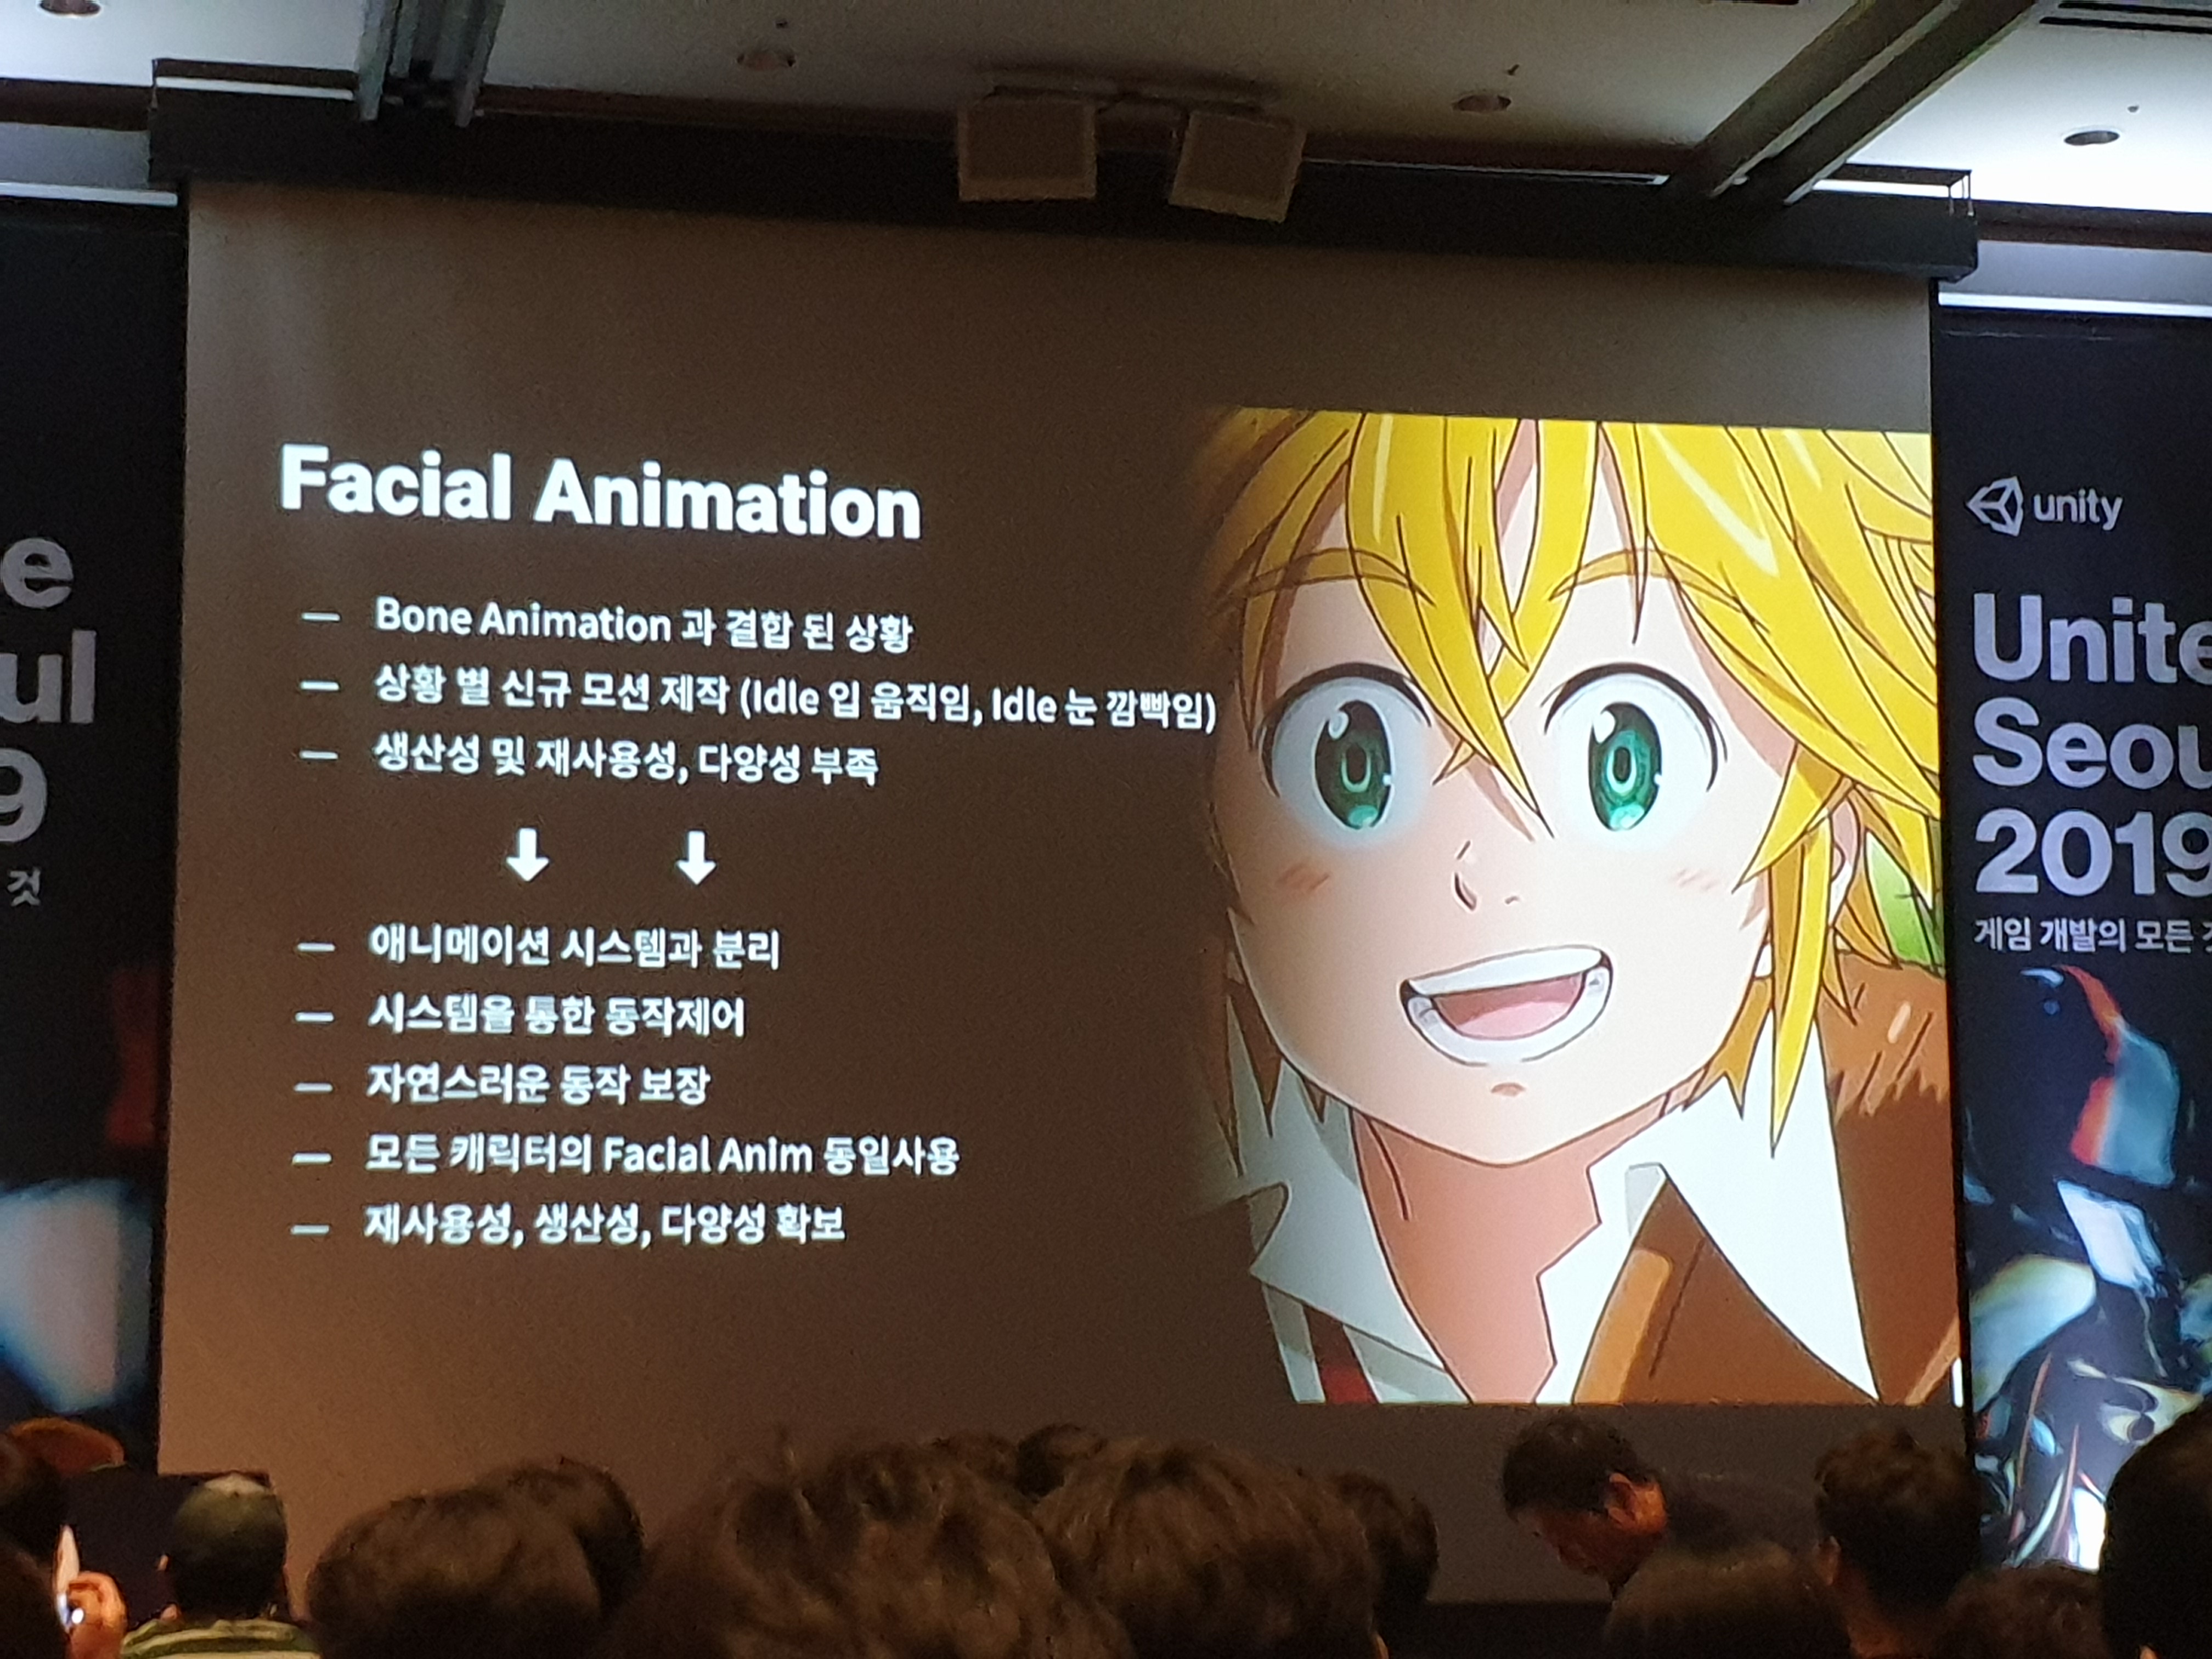 Facial Animation
— Bone Animation 과 결합 된 상황
— 상황 별 신규 모션 제작 (Idle 입 움직임, Idle 눈 깜빡임)
— 생산성 및 재사용성, 다양성 부족
— 애니메이션 시스템과 분리
— 시스템을 통한 동작제어
— 자연스러운 동작 보장
— 모든 캐릭터의 Facial Anim 동일사용
— 재사용성, 생산성, 다양성 확보
e
ul
9
것
unity
Unite
Seou
2019
게임 개발의 모든